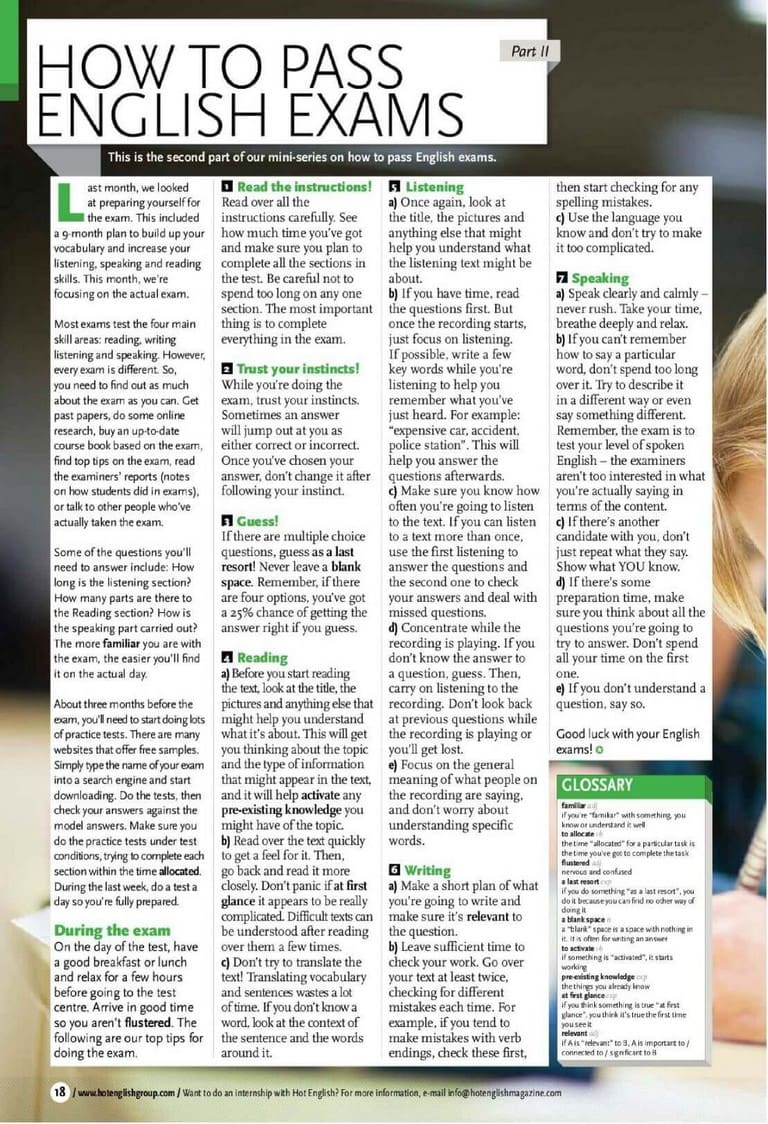 HOW TO PASS
ENGLISH EXAMS
Part II
This is the second part of our mini-series on how to pass English exams.
Last month, we looked
at preparing yourself for
the exam. This included
a 9-month plan to build up your
vocabulary and increase your
listening, speaking and reading
skills. This month, we're
focusing on the actual exam.
Most exams test the four main
skill areas: reading, writing
listening and speaking. However,
every exam is different. So,
you need to find out as much
about the exam as you can. Get
past papers, do some online
research, buy an up-to-date
course book based on the exam,
find top tips on the exam, read
the examiners' reports (notes
on how students did in exams),
or talk to other people who've
actually taken the exam.
Some of the questions you'll
need to answer include: How
long is the listening section?
How many parts are there to
the Reading section? How is
the speaking part carried out?
The more familiar you are with
the exam, the easier you'll find
it on the actual day.
About three months before the
exam, you'll need to start doing lots
of practice tests. There are many
websites that offer free samples.
Simply type the name of your exam
into a search engine and start
downloading. Do the tests, then
check your answers against the
model answers. Make sure you
do the practice tests under test
conditions, trying to complete each
section within the time allocated.
During the last week, do a test a
day so you're fully prepared.
During the exam
On the day of the test, have
a good breakfast or lunch
and relax for a few hours
before going to the test
centre. Arrive in good time
so you aren't flustered. The
following are our top tips for
doing the exam.
1 Read the instructions!
Read over all the
instructions carefully. See
how much time you've got
and make sure you plan to
complete all the sections in
the test. Be careful not to
spend too long on any one
section. The most important
thing is to complete
everything in the exam.
2 Trust your instincts!
While you're doing the
exam, trust your instincts.
Sometimes an answer
will jump out at you as
either correct or incorrect.
Once you've chosen your
answer, don't change it after
following your instinct.
3 Guess!
If there are multiple choice
questions, guess as a last
resort! Never leave a blank
space. Remember, if there
are four options, you've got
a 25% chance of getting the
answer right if you guess.
4 Reading
a) Before you start reading
the text, look at the title, the
pictures and anything else that
might help you understand
what it's about. This will get
you thinking about the topic
and the type of information
that might appear in the text,
and it will help activate any
pre-existing knowledge you
might have of the topic.
b) Read over the text quickly
to get a feel for it. Then,
go back and read it more
closely. Don't panic if at first
glance it appears to be really
complicated. Difficult texts can
be understood after reading
over them a few times.
c) Don't try to translate the
text! Translating vocabulary
and sentences wastes a lot
of time. If you don't know a
word, look at the context of
the sentence and the words
around it.
5 Listening
a) Once again, look at
the title, the pictures and
anything else that might
help you understand what
the listening text might be
about.
b) If you have time, read
the questions first. But
once the recording starts,
just focus on listening.
If possible, write a few
key words while you're
listening to help you
remember what you've
just heard. For example:
"expensive car, accident,
police station". This will
help you answer the
questions afterwards.
c) Make sure you know how
often you're going to listen
to the text. If you can listen
to a text more than once,
use the first listening to
answer the questions and
the second one to check
your answers and deal with
missed questions.
d) Concentrate while the
recording is playing. If you
don't know the answer to
a question, guess. Then,
carry on listening to the
recording. Don't look back
at previous questions while
the recording is playing or
you'll get lost.
e) Focus on the general
meaning of what people on
the recording are saying,
and don't worry about
understanding specific
words.
6 Writing
a) Make a short plan of what
you're going to write and
make sure it's relevant to
the question.
b) Leave sufficient time to
check your work. Go over
your text at least twice,
checking for different
mistakes each time. For
example, if you tend to
make mistakes with verb
endings, check these first,
then start checking for any
spelling mistakes.
c) Use the language you
know and don't try to make
it too complicated.
7 Speaking
a) Speak clearly and calmly –
never rush. Take your time,
breathe deeply and relax.
b) If you can't remember
how to say a particular
word, don't spend too long
over it. Try to describe it
in a different way or even
say something different.
Remember, the exam is to
test your level of spoken
English – the examiners
aren't too interested in what
you're actually saying in
terms of the content.
c) If there's another
candidate with you, don't
just repeat what they say.
Show what YOU know.
d) If there's some
preparation time, make
sure you think about all the
questions you're going to
try to answer. Don't spend
all your time on the first
one.
e) If you don't understand a
question, say so.
Good luck with your English
exams!
GLOSSARY
familiar adj
if you're "familiar" with something, you
know or understand it well
to allocate vb
the time "allocated" for a particular task is
the time you've got to complete the task
flustered adj
nervous and confused
a last resort exp
if you do something "as a last resort", you
do it because you can find no other way of
doing it
a blank space n
a "blank" space is a space with nothing in
it. It is often for writing an answer
to activate vb
if something is "activated", it starts
working
pre-existing knowledge exp
the things you already know
at first glance exp
if you think something is true "at first
glance", you think it's true the first time
you see it
relevant adj
if A is "relevant" to B, A is important to /
connected to / significant to B
18 / www.hotenglishgroup.com / Want to do an internship with Hot English? For more information, e-mail info@hotenglishmagazine.com